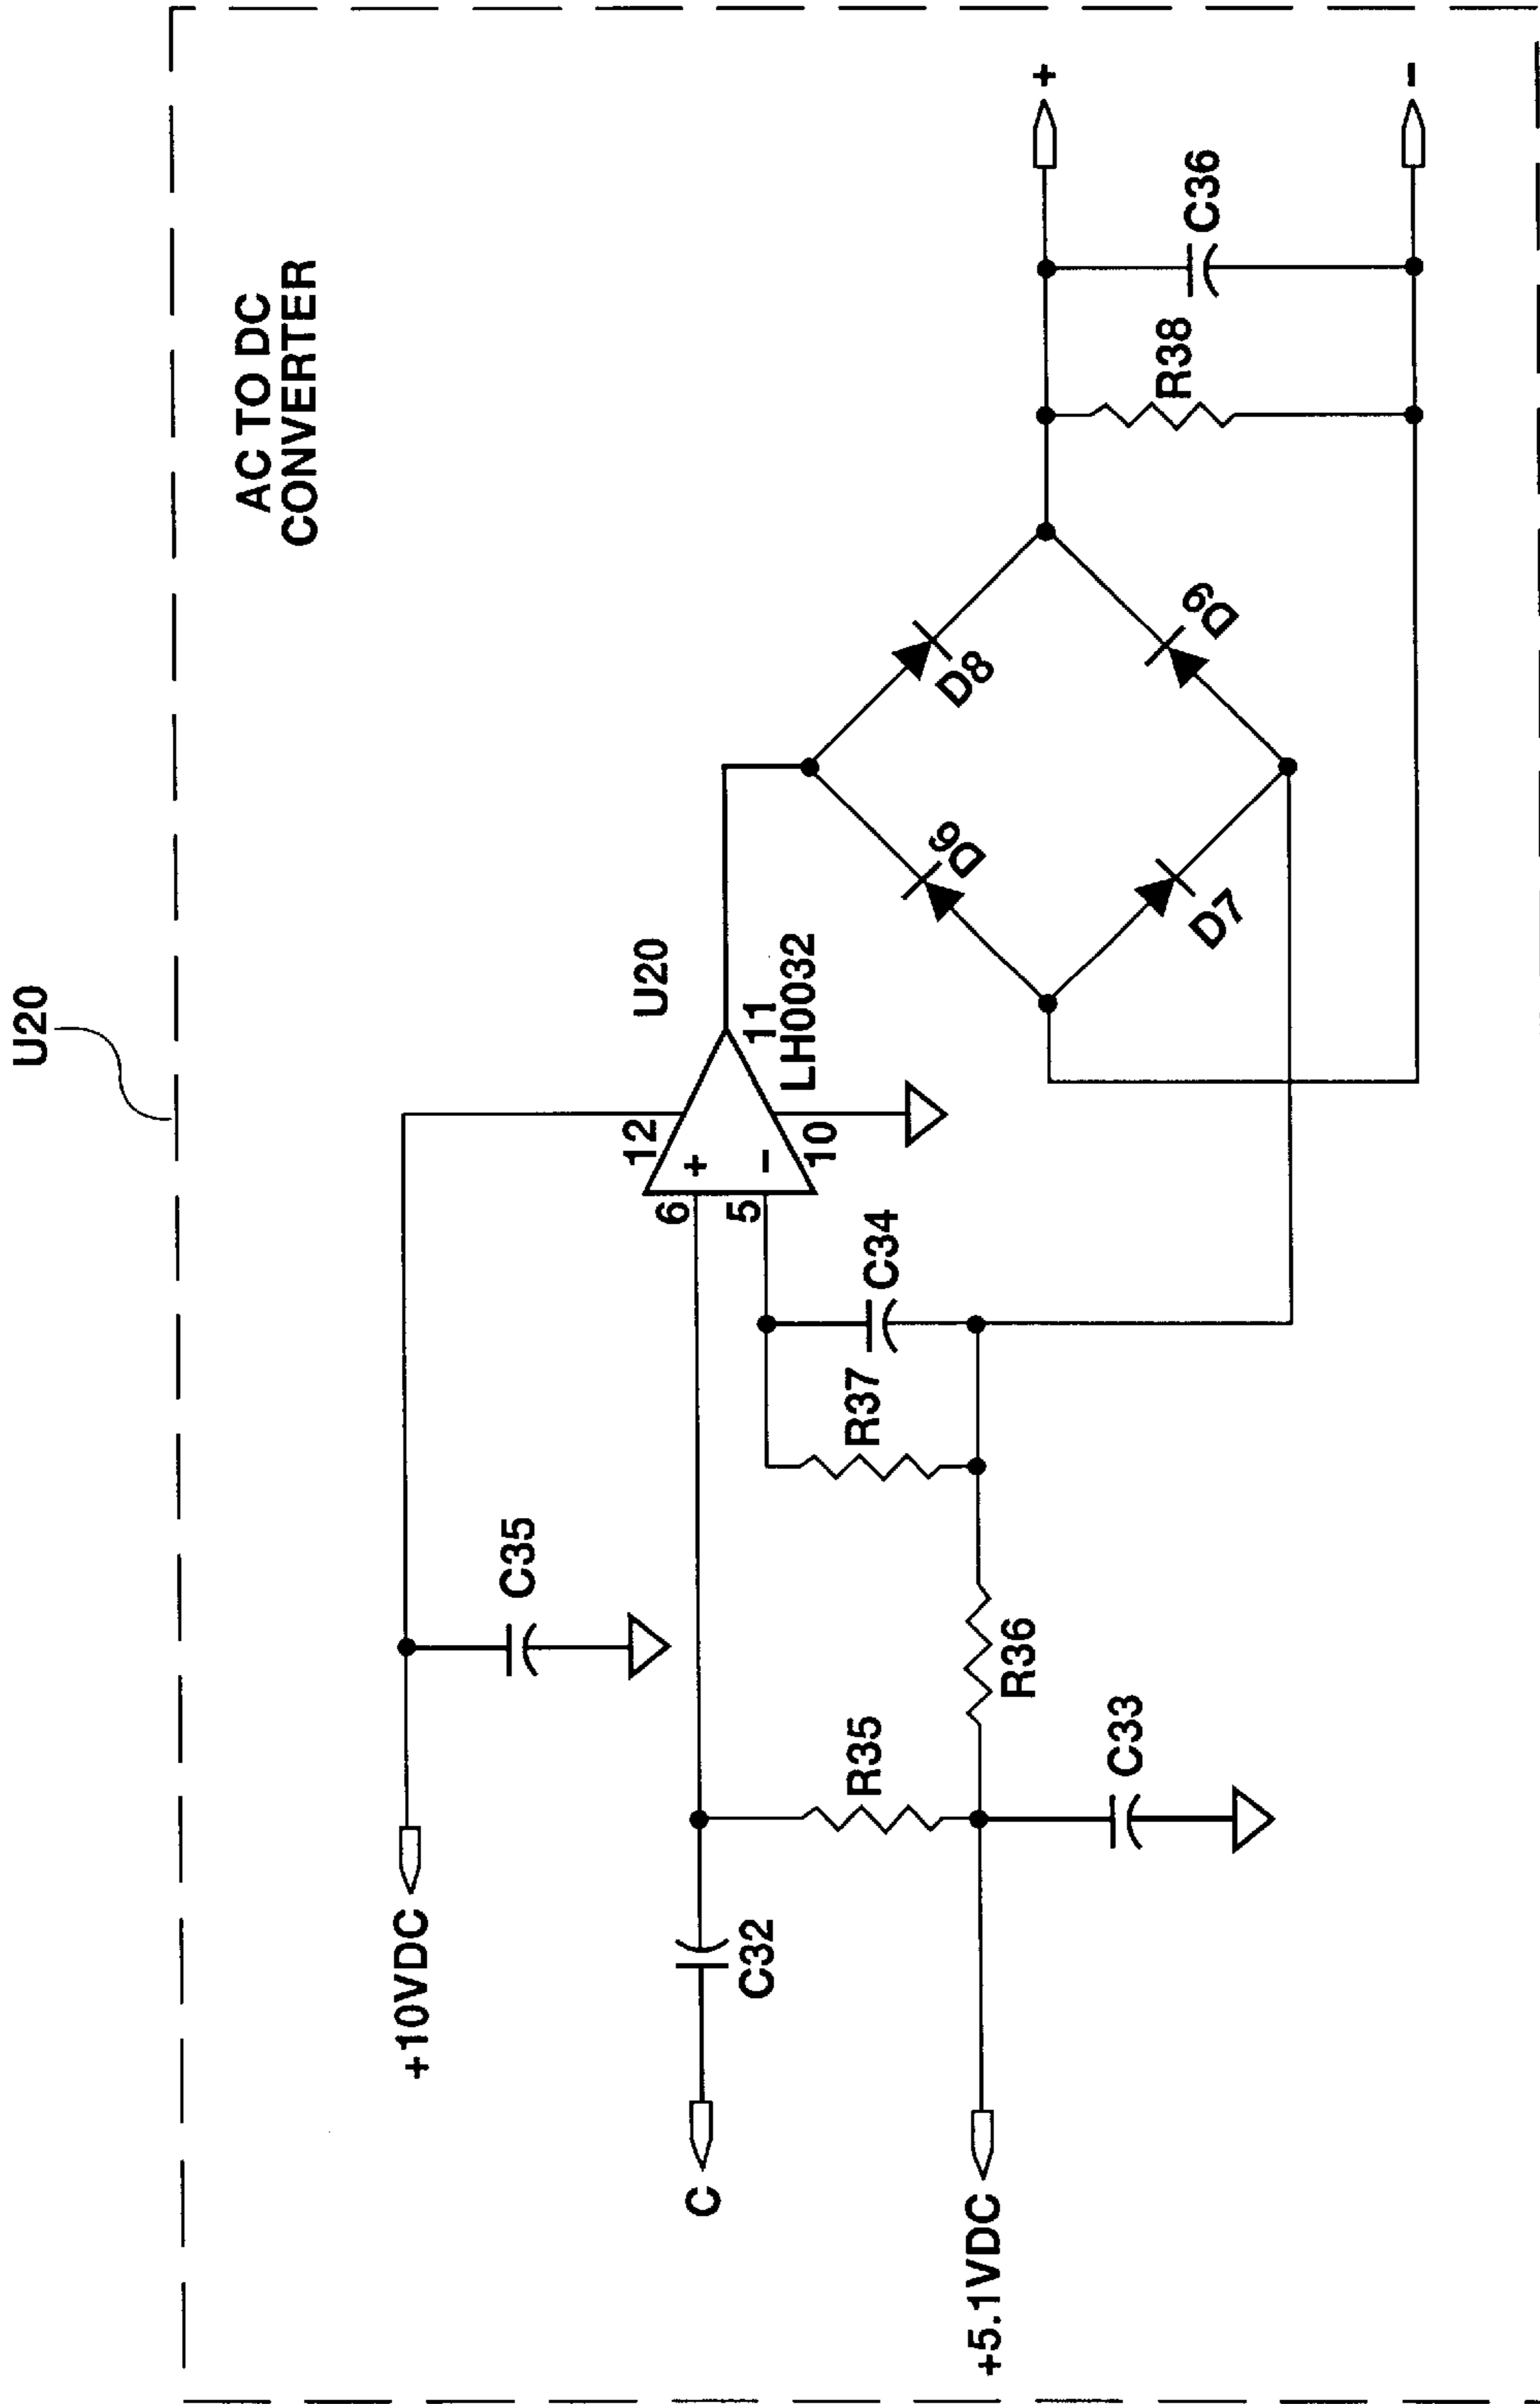 U20
AC TO DC
CONVERTER
+10VDC
C35
U20
12
6
+
5
-
10
11
LH0032
C
C32
R35
R37
C34
+5.1VDC
R36
C33
D6
D8
D7
D9
R38
C36
+
-